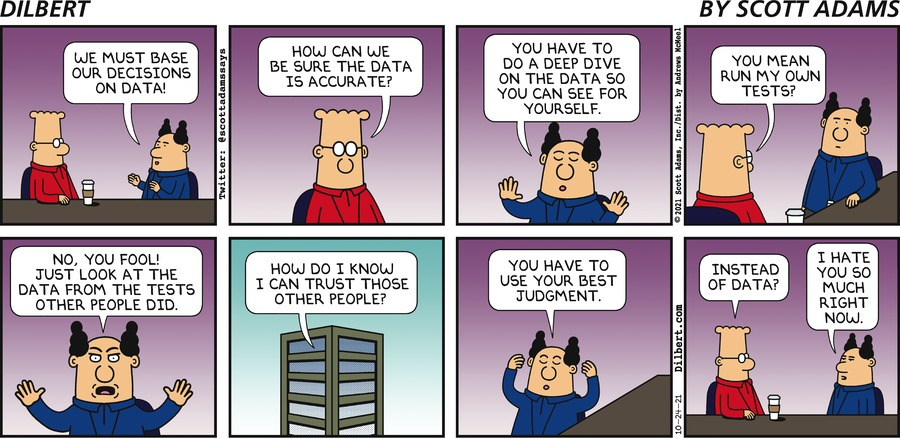 DILBERT
BY SCOTT ADAMS
WE MUST BASE
OUR DECISIONS
ON DATA!
Twitter: @scottadamssays
HOW CAN WE
BE SURE THE DATA
IS ACCURATE?
YOU HAVE TO
DO A DEEP DIVE
ON THE DATA SO
YOU CAN SEE FOR
YOURSELF.
©2021 Scott Adams, Inc./Dist. by Andrews McMeel
YOU MEAN
RUN MY OWN
TESTS?
NO, YOU FOOL!
JUST LOOK AT THE
DATA FROM THE TESTS
OTHER PEOPLE DID.
HOW DO I KNOW
I CAN TRUST THOSE
OTHER PEOPLE?
YOU HAVE TO
USE YOUR BEST
JUDGMENT.
10-24-21 Dilbert.com
INSTEAD
OF DATA?
I HATE
YOU SO
MUCH
RIGHT
NOW.